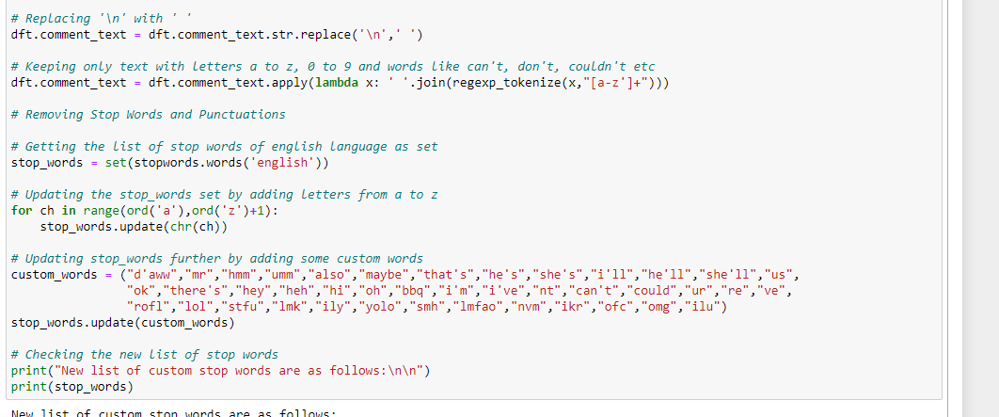 # Replacing '\n' with ' '
dft.comment_text = dft.comment_text.str.replace('\n',' ')
# Keeping only text with letters a to z, 0 to 9 and words like can't, don't, couldn't etc
dft.comment_text = dft.comment_text.apply(lambda x: ' '.join(regexp_tokenize(x,"[a-z']+")))
# Removing Stop Words and Punctuations
# Getting the list of stop words of english language as set
stop_words = set(stopwords.words('english'))
# Updating the stop_words set by adding letters from a to z
for ch in range(ord('a'),ord('z')+1):
    stop_words.update(chr(ch))
# Updating stop_words further by adding some custom words
custom_words = ("d'aww","mr","hmm","umm","also","maybe","that's","he's","she's","i'll","he'll","she'll","us",
                "ok","there's","hey","heh","hi","oh","bbq","i'm","i've","nt","can't","could","ur","re","ve",
                "rofl","lol","stfu","lmk","ily","yolo","smh","lmfao","nvm","ikr","ofc","omg","ilu")
stop_words.update(custom_words)
# Checking the new list of stop words
print("New list of custom stop words are as follows:\n\n")
print(stop_words)
New list of custom stop words are as follows: